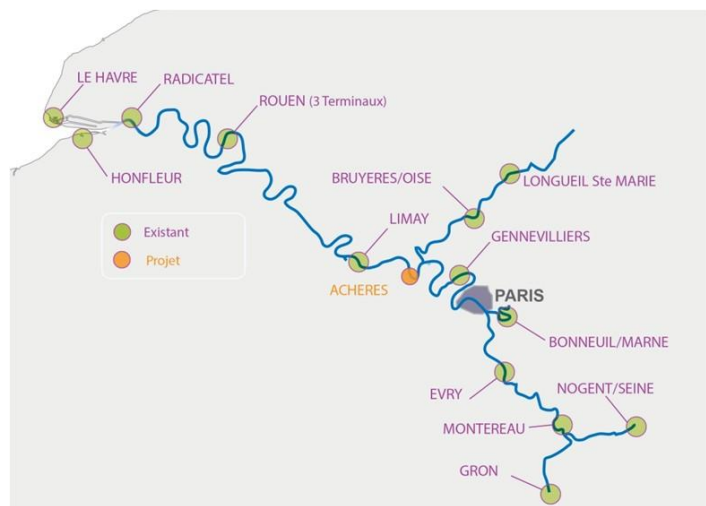 LE HAVRE
RADICATEL
ROUEN (3 Terminaux)
HONFLEUR
BRUYERES/OISE
LONGUEIL Ste MARIE
LIMAY
GENNEVILLIERS
Existant
Projet
ACHERES
PARIS
BONNEUIL/MARNE
EVRY
NOGENT/SEINE
MONTEREAU
GRON